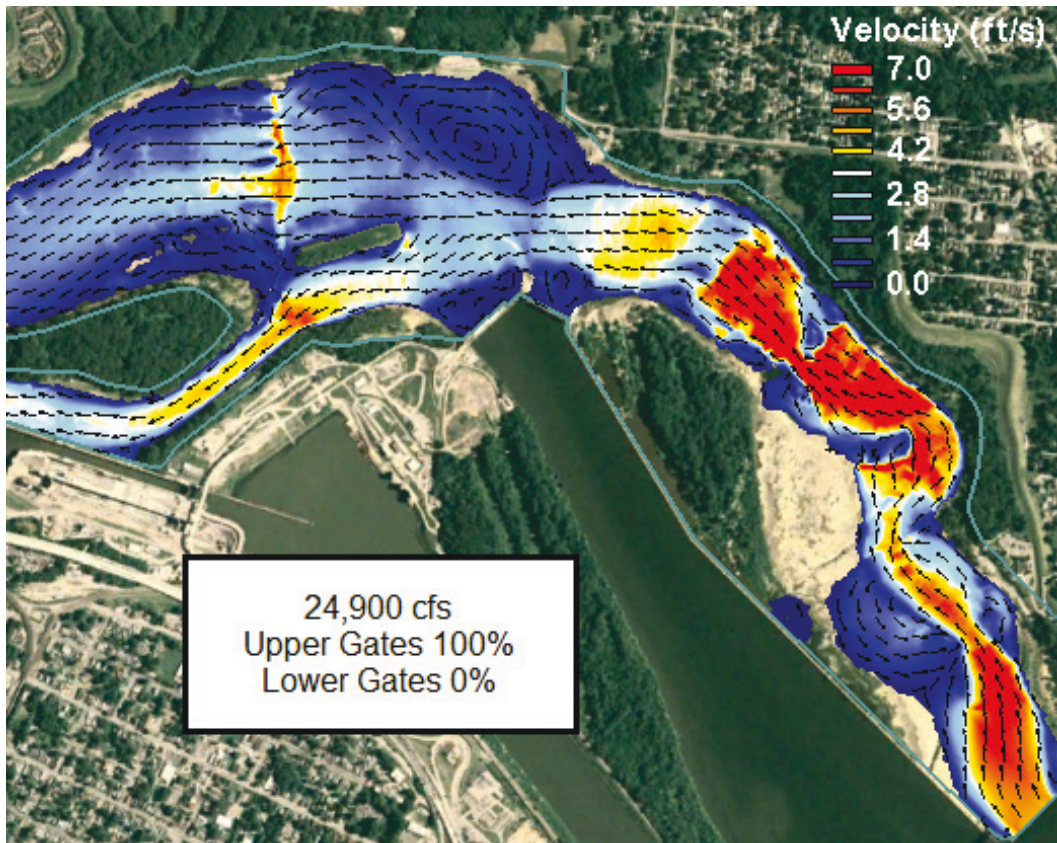 Velocity (ft/s)
7.0
5.6
4.2
2.8
1.4
0.0
24,900 cfs
Upper Gates 100%
Lower Gates 0%